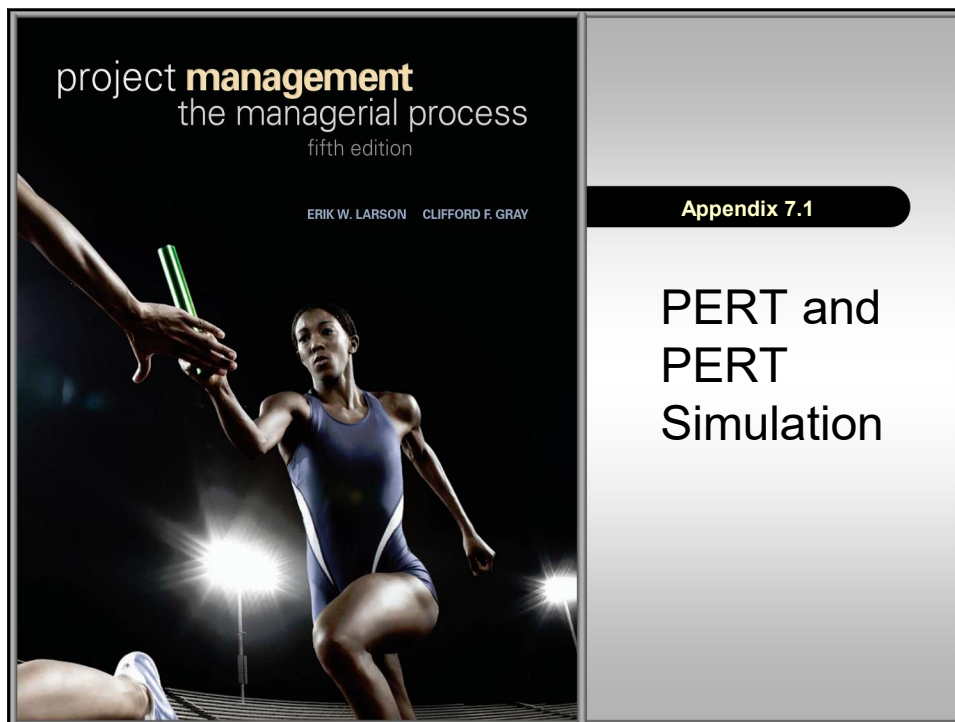 project management
the managerial process
fifth edition
ERIK W. LARSON CLIFFORD F. GRAY
Appendix 7.1
PERT and
PERT
Simulation